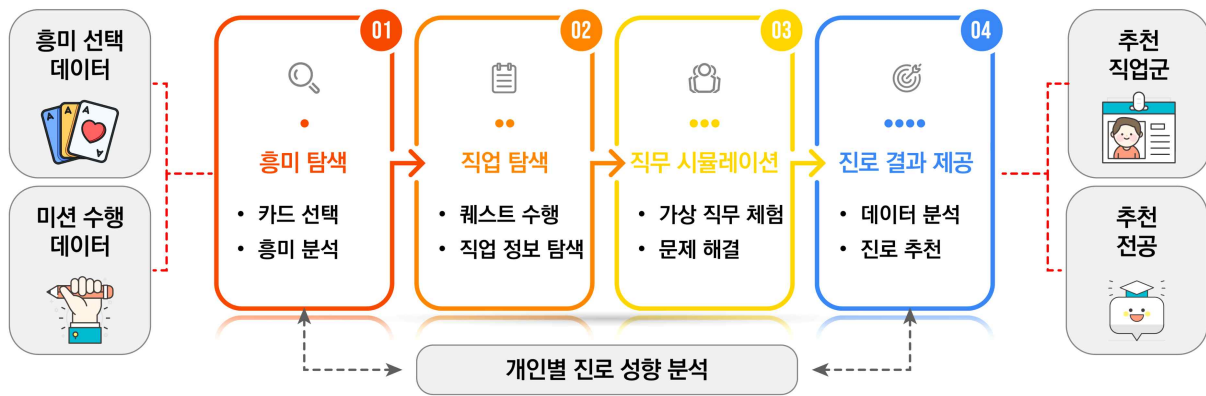 흥미 선택
데이터
미션 수행
데이터
01
흥미 탐색
• 카드 선택
• 흥미 분석
02
직업 탐색
• 퀘스트 수행
• 직업 정보 탐색
03
직무 시뮬레이션
• 가상 직무 체험
• 문제 해결
04
진로 결과 제공
• 데이터 분석
• 진로 추천
추천
직업군
추천
전공
개인별 진로 성향 분석
A
A
A
A